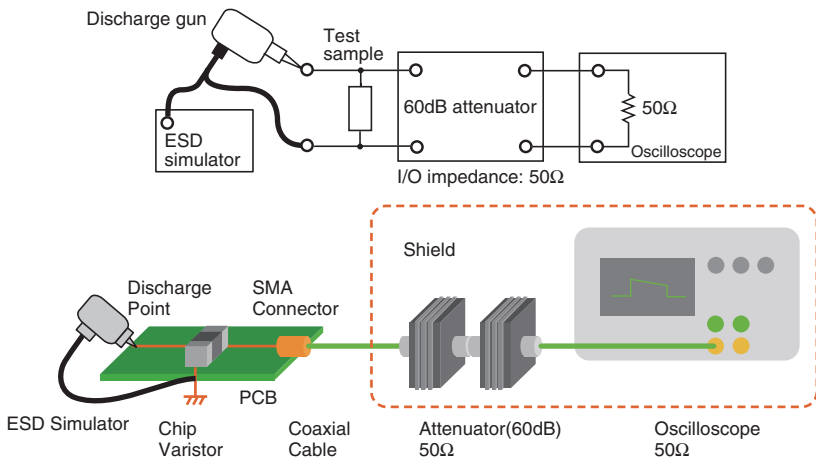 Discharge gun
Test
sample
ESD
simulator
60dB attenuator
50Ω
Oscilloscope
I/O impedance: 50Ω
Shield
Discharge
Point
SMA
Connector
PCB
ESD Simulator
Chip
Varistor
Coaxial
Cable
Attenuator(60dB)
50Ω
Oscilloscope
50Ω